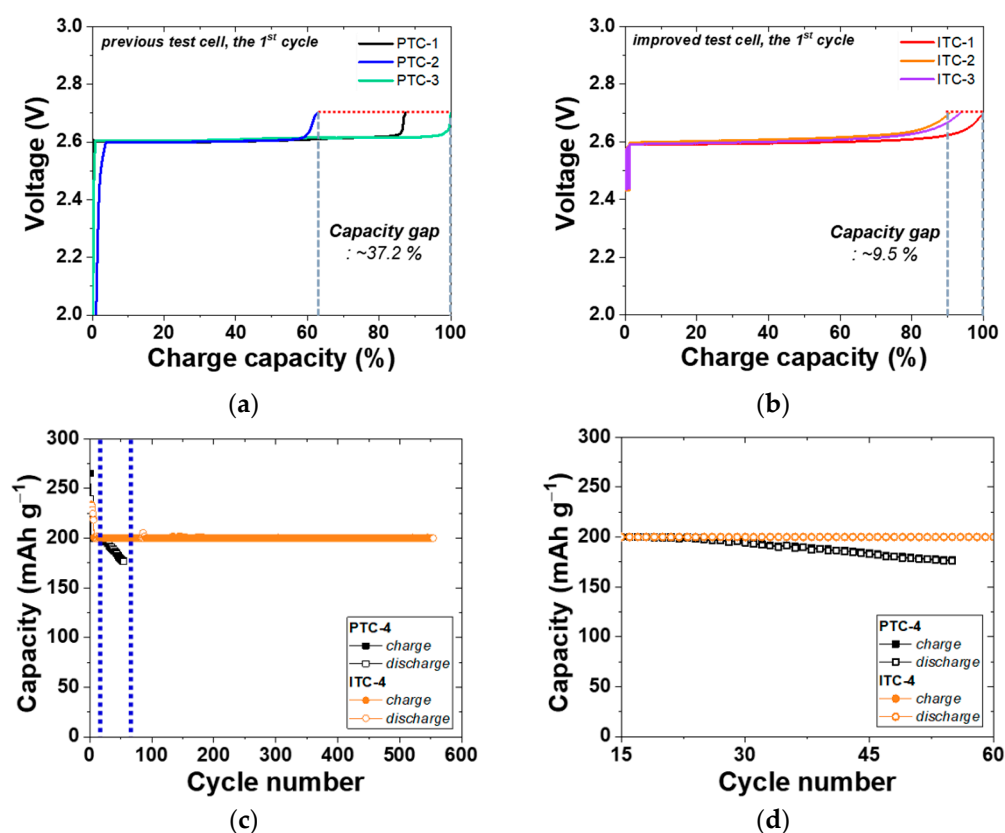 previous test cell, the 1st cycle
PTC-1
PTC-2
PTC-3
Capacity gap
: ~37.2 %
Voltage (V)
3.0
2.8
2.6
2.4
2.2
2.0
0 20 40 60 80 100
Charge capacity (%)
(a)
improved test cell, the 1st cycle
ITC-1
ITC-2
ITC-3
Capacity gap
: ~9.5 %
Voltage (V)
3.0
2.8
2.6
2.4
2.2
2.0
0 20 40 60 80 100
Charge capacity (%)
(b)
Capacity (mAh g−1)
300
250
200
150
100
50
0
PTC-4
charge
discharge
ITC-4
charge
discharge
0 100 200 300 400 500 600
Cycle number
(c)
Capacity (mAh g−1)
300
250
200
150
100
50
0
PTC-4
charge
discharge
ITC-4
charge
discharge
15 30 45 60
Cycle number
(d)